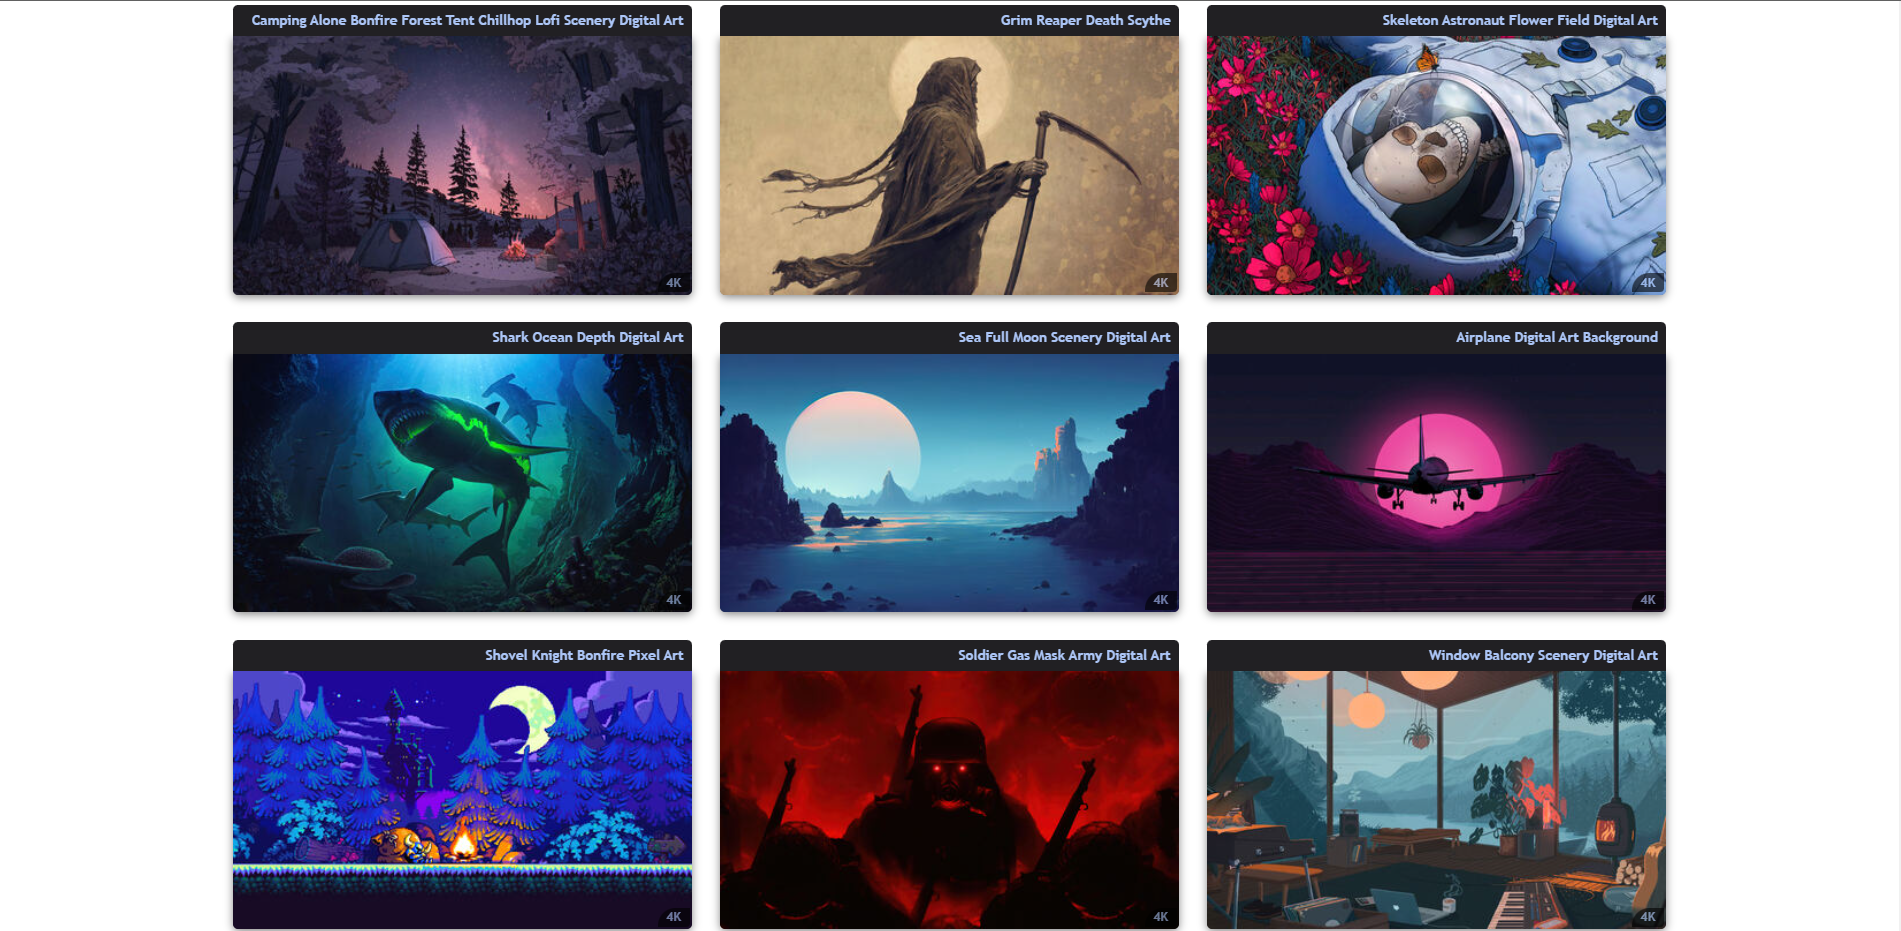 Camping Alone Bonfire Forest Tent Chillhop Lofi Scenery Digital Art
4K
Grim Reaper Death Scythe
4K
Skeleton Astronaut Flower Field Digital Art
4K
Shark Ocean Depth Digital Art
4K
Sea Full Moon Scenery Digital Art
4K
Airplane Digital Art Background
4K
Shovel Knight Bonfire Pixel Art
4K
Soldier Gas Mask Army Digital Art
4K
Window Balcony Scenery Digital Art
4K